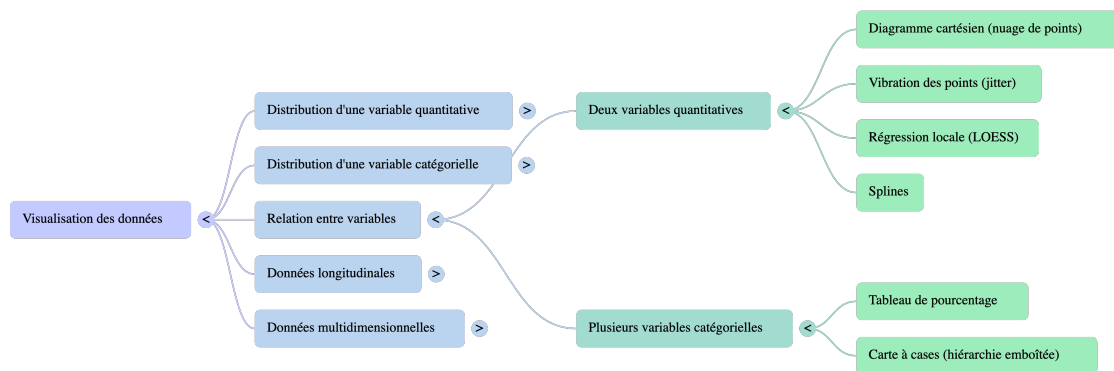 Visualisation des données
<
Distribution d'une variable quantitative
>
Distribution d'une variable catégorielle
>
Relation entre variables
<
Deux variables quantitatives
<
Diagramme cartésien (nuage de points)
Vibration des points (jitter)
Régression locale (LOESS)
Splines
Plusieurs variables catégorielles
<
Tableau de pourcentage
Carte à cases (hiérarchie emboîtée)
Données longitudinales
>
Données multidimensionnelles
>